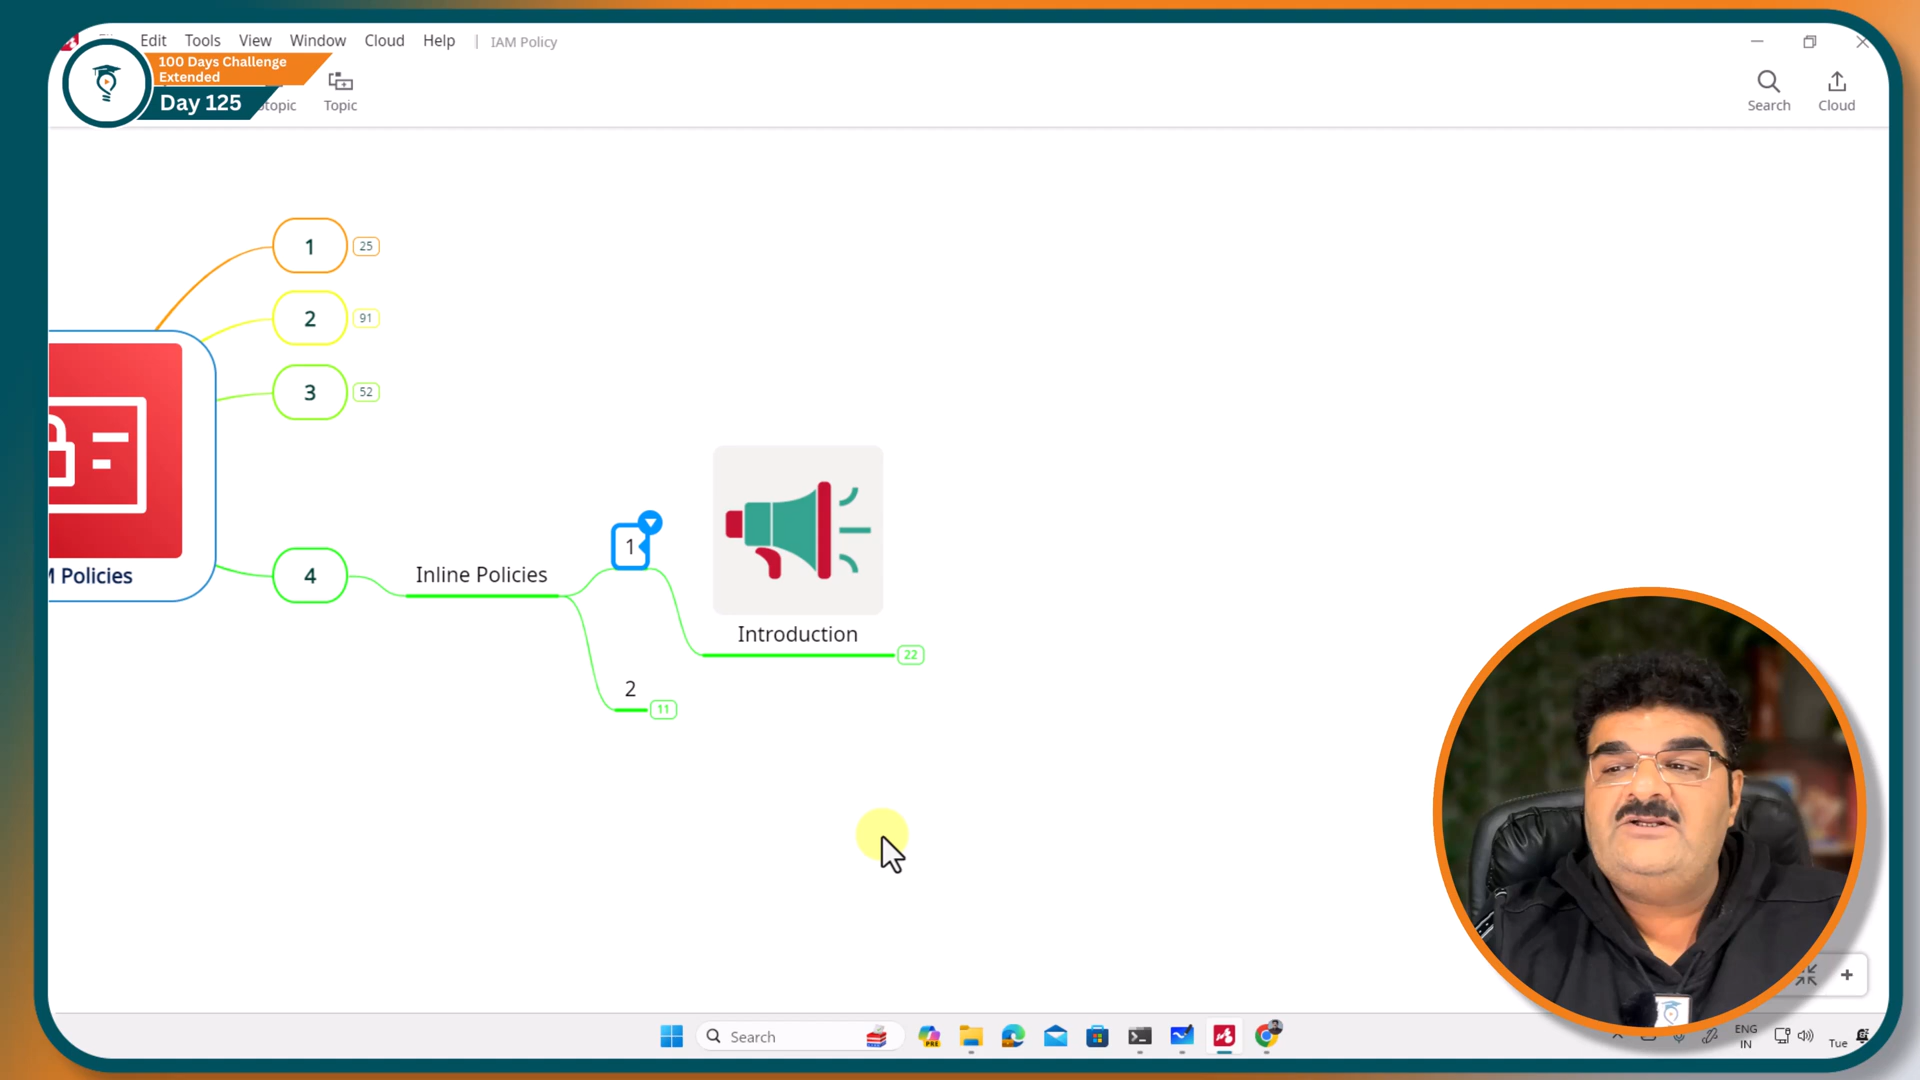 Edit Tools View Window Cloud Help | IAM Policy
100 Days Challenge
Extended
Day 125
topic
Topic
Search
Cloud
1
25
2
91
3
52
4
Inline Policies
1
Introduction
22
2
11
Policies
Search
PRE
ENG
IN
Tue